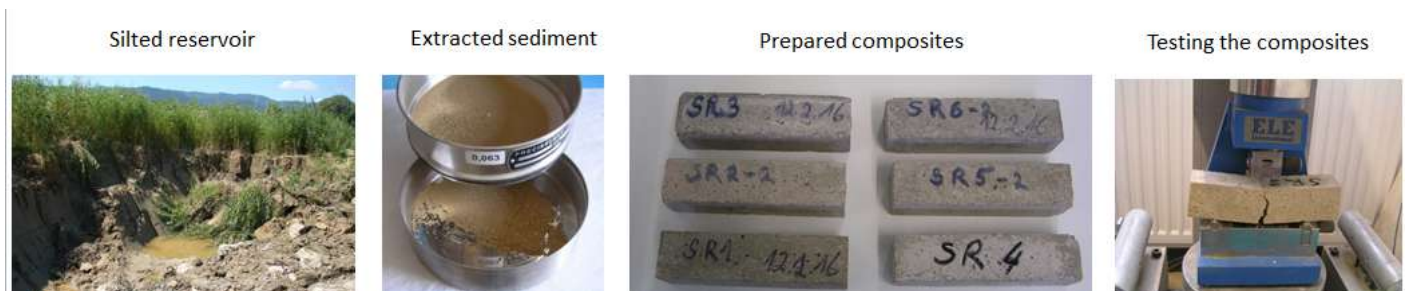 Silted reservoir
Extracted sediment
Prepared composites
Testing the composites
0,063
SR3 12.2.16
SR6-2 12.2.16
SR2-2
SR5-2
SR1 12.2.16
SR 4
ELE